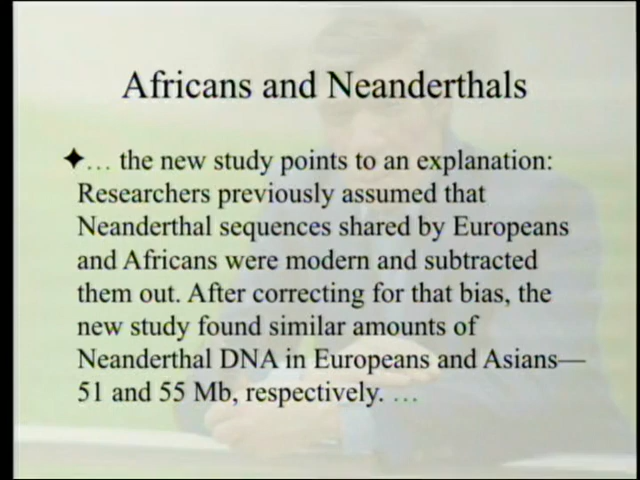 Africans and Neanderthals
✦… the new study points to an explanation:
Researchers previously assumed that
Neanderthal sequences shared by Europeans
and Africans were modern and subtracted
them out. After correcting for that bias, the
new study found similar amounts of
Neanderthal DNA in Europeans and Asians—
51 and 55 Mb, respectively. …